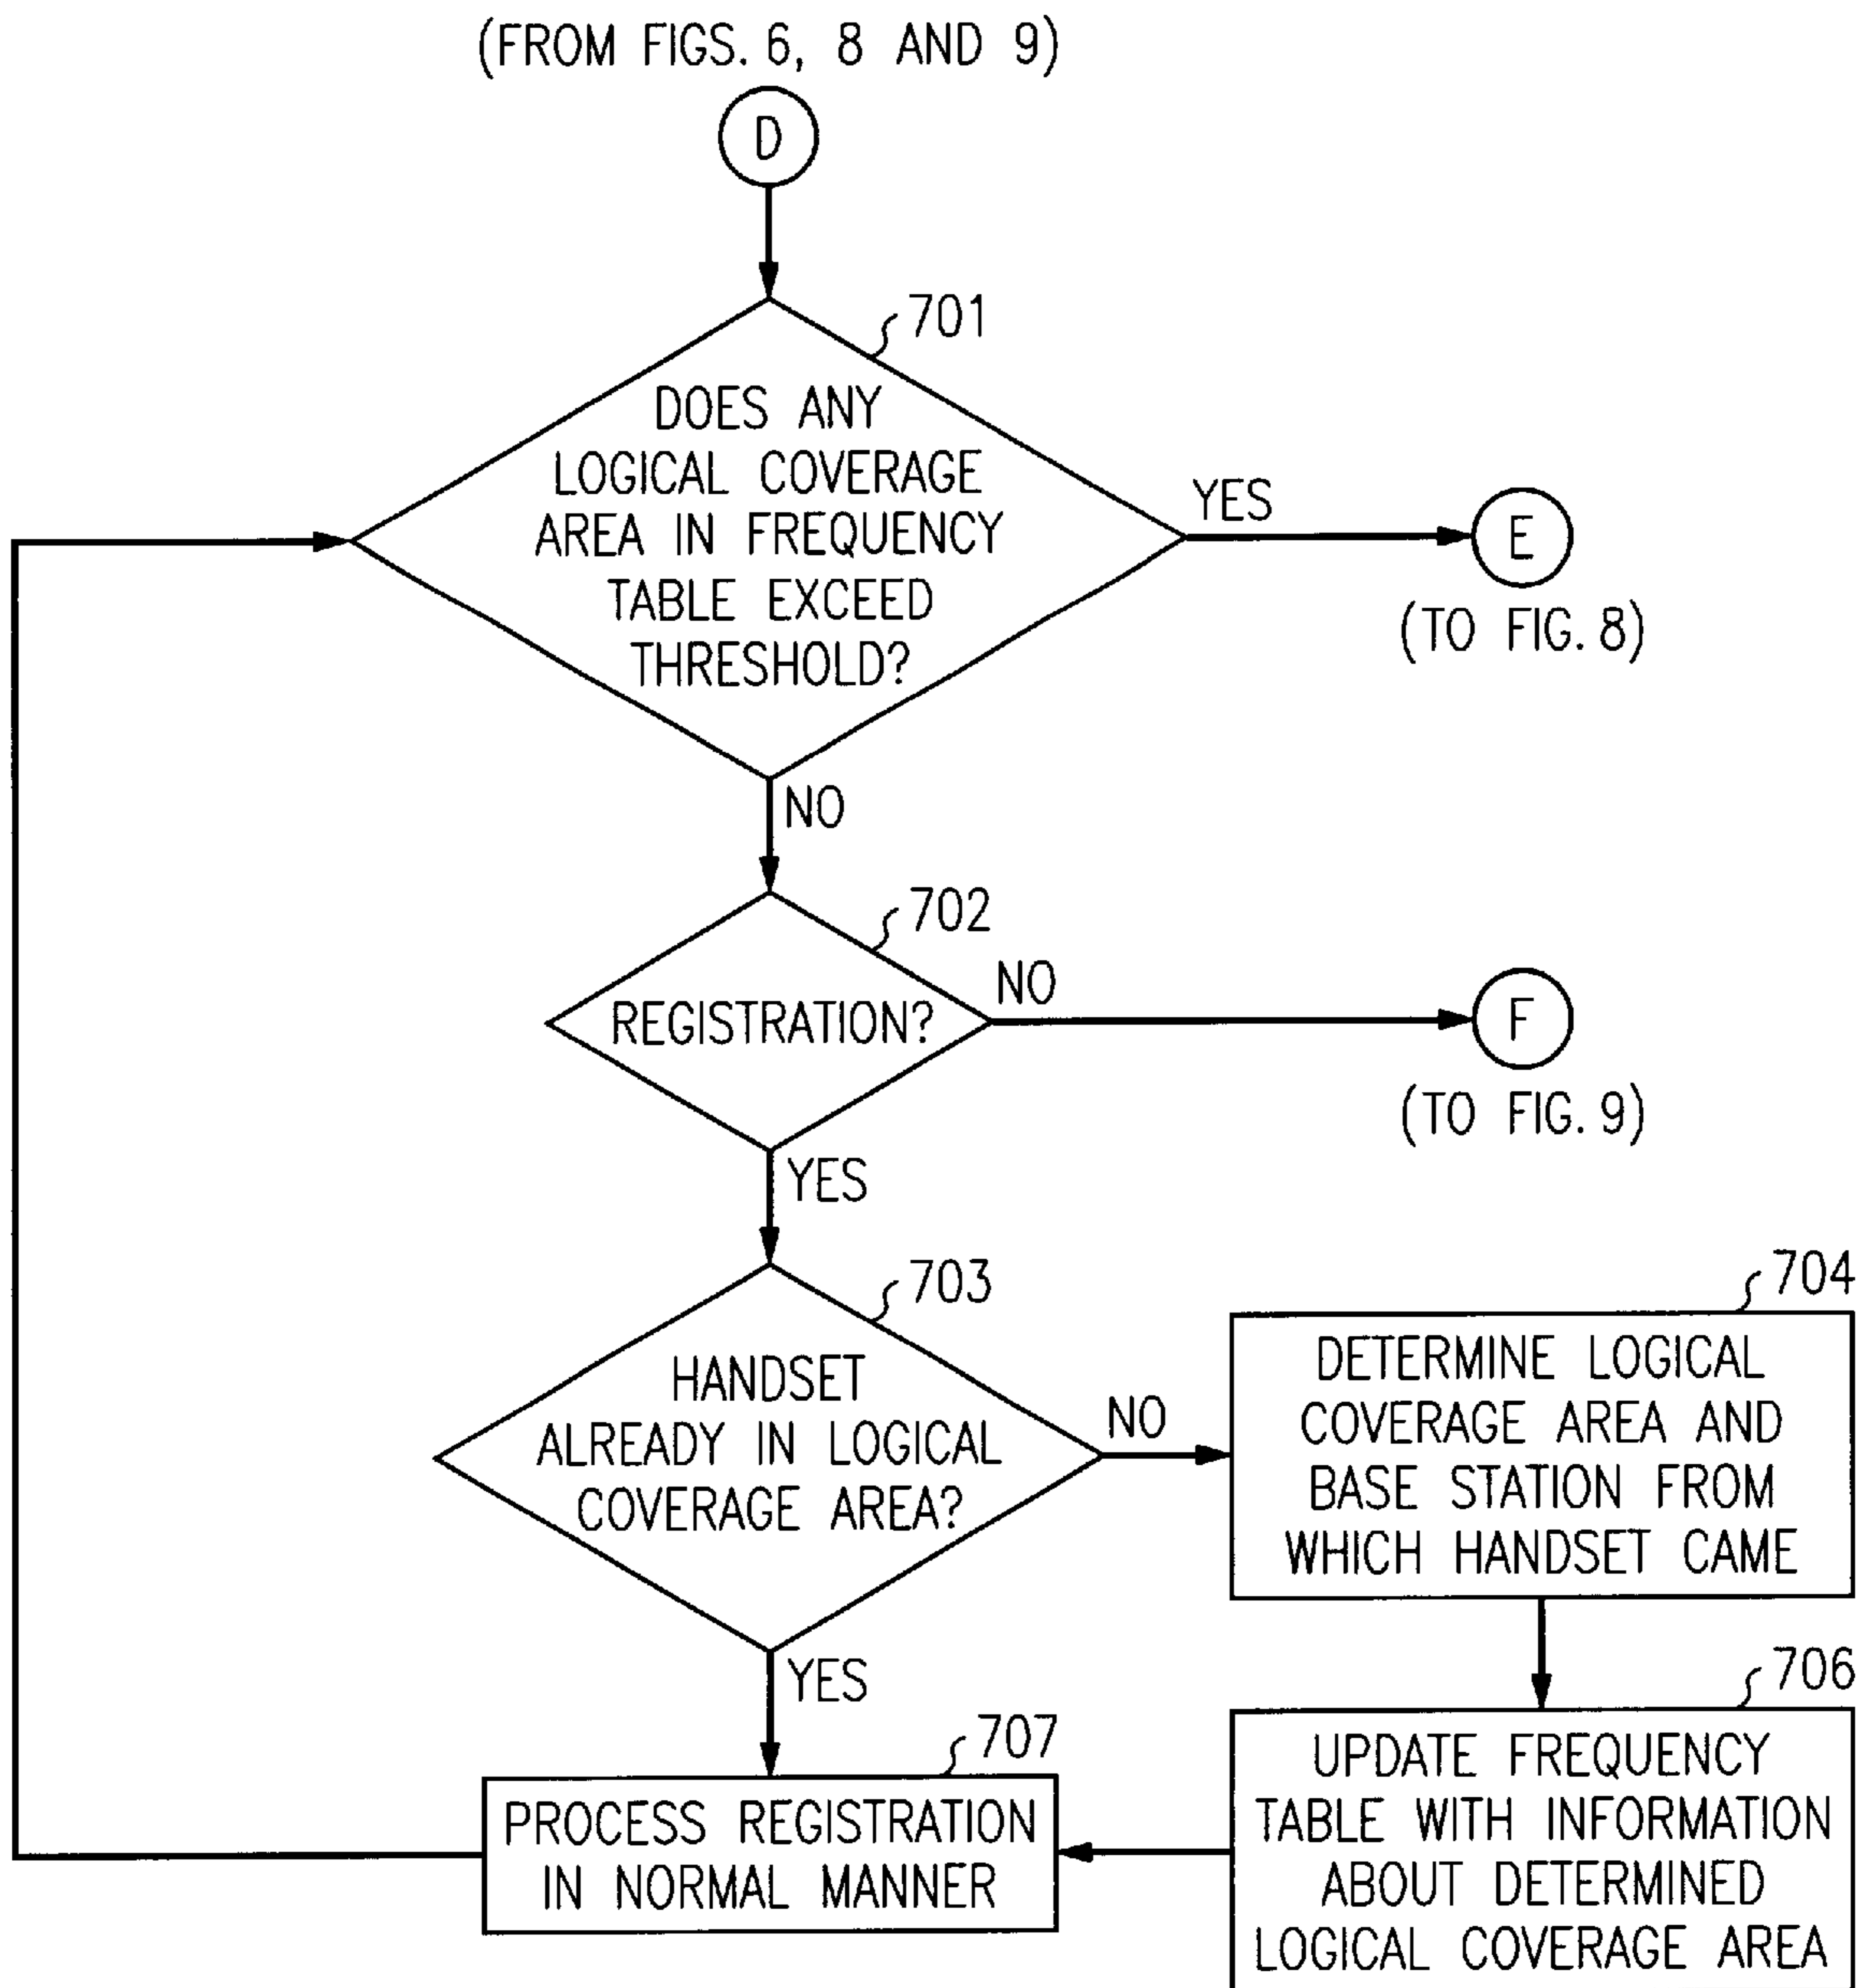 (FROM FIGS. 6, 8 AND 9)
D
701
DOES ANY
LOGICAL COVERAGE
AREA IN FREQUENCY
TABLE EXCEED
THRESHOLD?
YES
E
(TO FIG. 8)
NO
702
REGISTRATION?
NO
F
(TO FIG. 9)
YES
703
HANDSET
ALREADY IN LOGICAL
COVERAGE AREA?
NO
704
DETERMINE LOGICAL
COVERAGE AREA AND
BASE STATION FROM
WHICH HANDSET CAME
YES
706
UPDATE FREQUENCY
TABLE WITH INFORMATION
ABOUT DETERMINED
LOGICAL COVERAGE AREA
707
PROCESS REGISTRATION
IN NORMAL MANNER